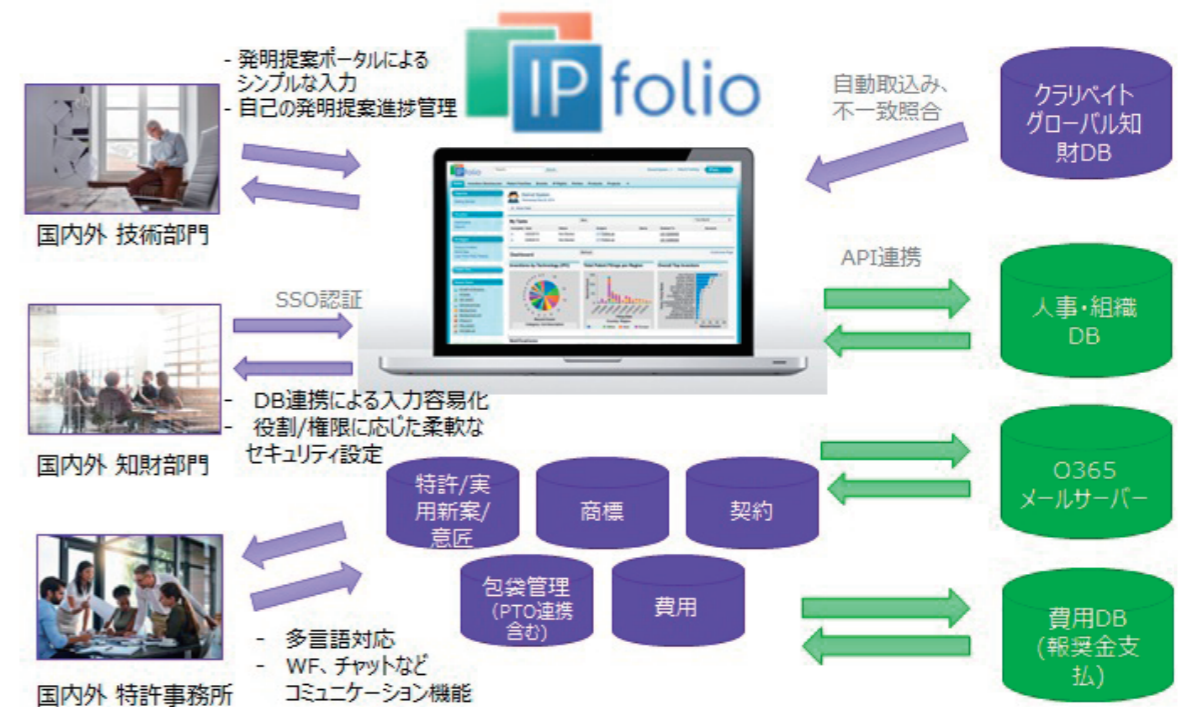 - 発明提案ポータルによる
シンプルな入力
- 自己の発明提案進捗管理
IP folio
自動取込み、
不一致照合
クラリベイト
グローバル知
財DB
国内外 技術部門
API連携
SSO認証
人事・組織
DB
- DB連携による入力容易化
- 役割/権限に応じた柔軟な
セキュリティ設定
国内外 知財部門
O365
メールサーバー
特許/実
用新案/
意匠
商標
契約
包袋管理
(PTO連携
含む)
費用
費用DB
(報奨金支
払)
- 多言語対応
- WF、チャットなど
コミュニケーション機能
国内外 特許事務所